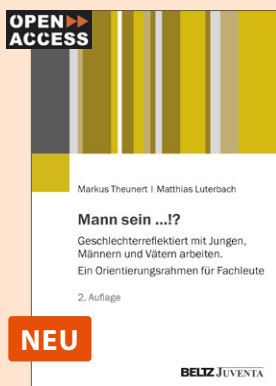 OPEN
ACCESS
Markus Theunert | Matthias Luterbach
Mann sein ...!?
Geschlechterreflektiert mit Jungen,
Männern und Vätern arbeiten.
Ein Orientierungsrahmen für Fachleute
2. Auflage
NEU
BELTZ JUVENTA